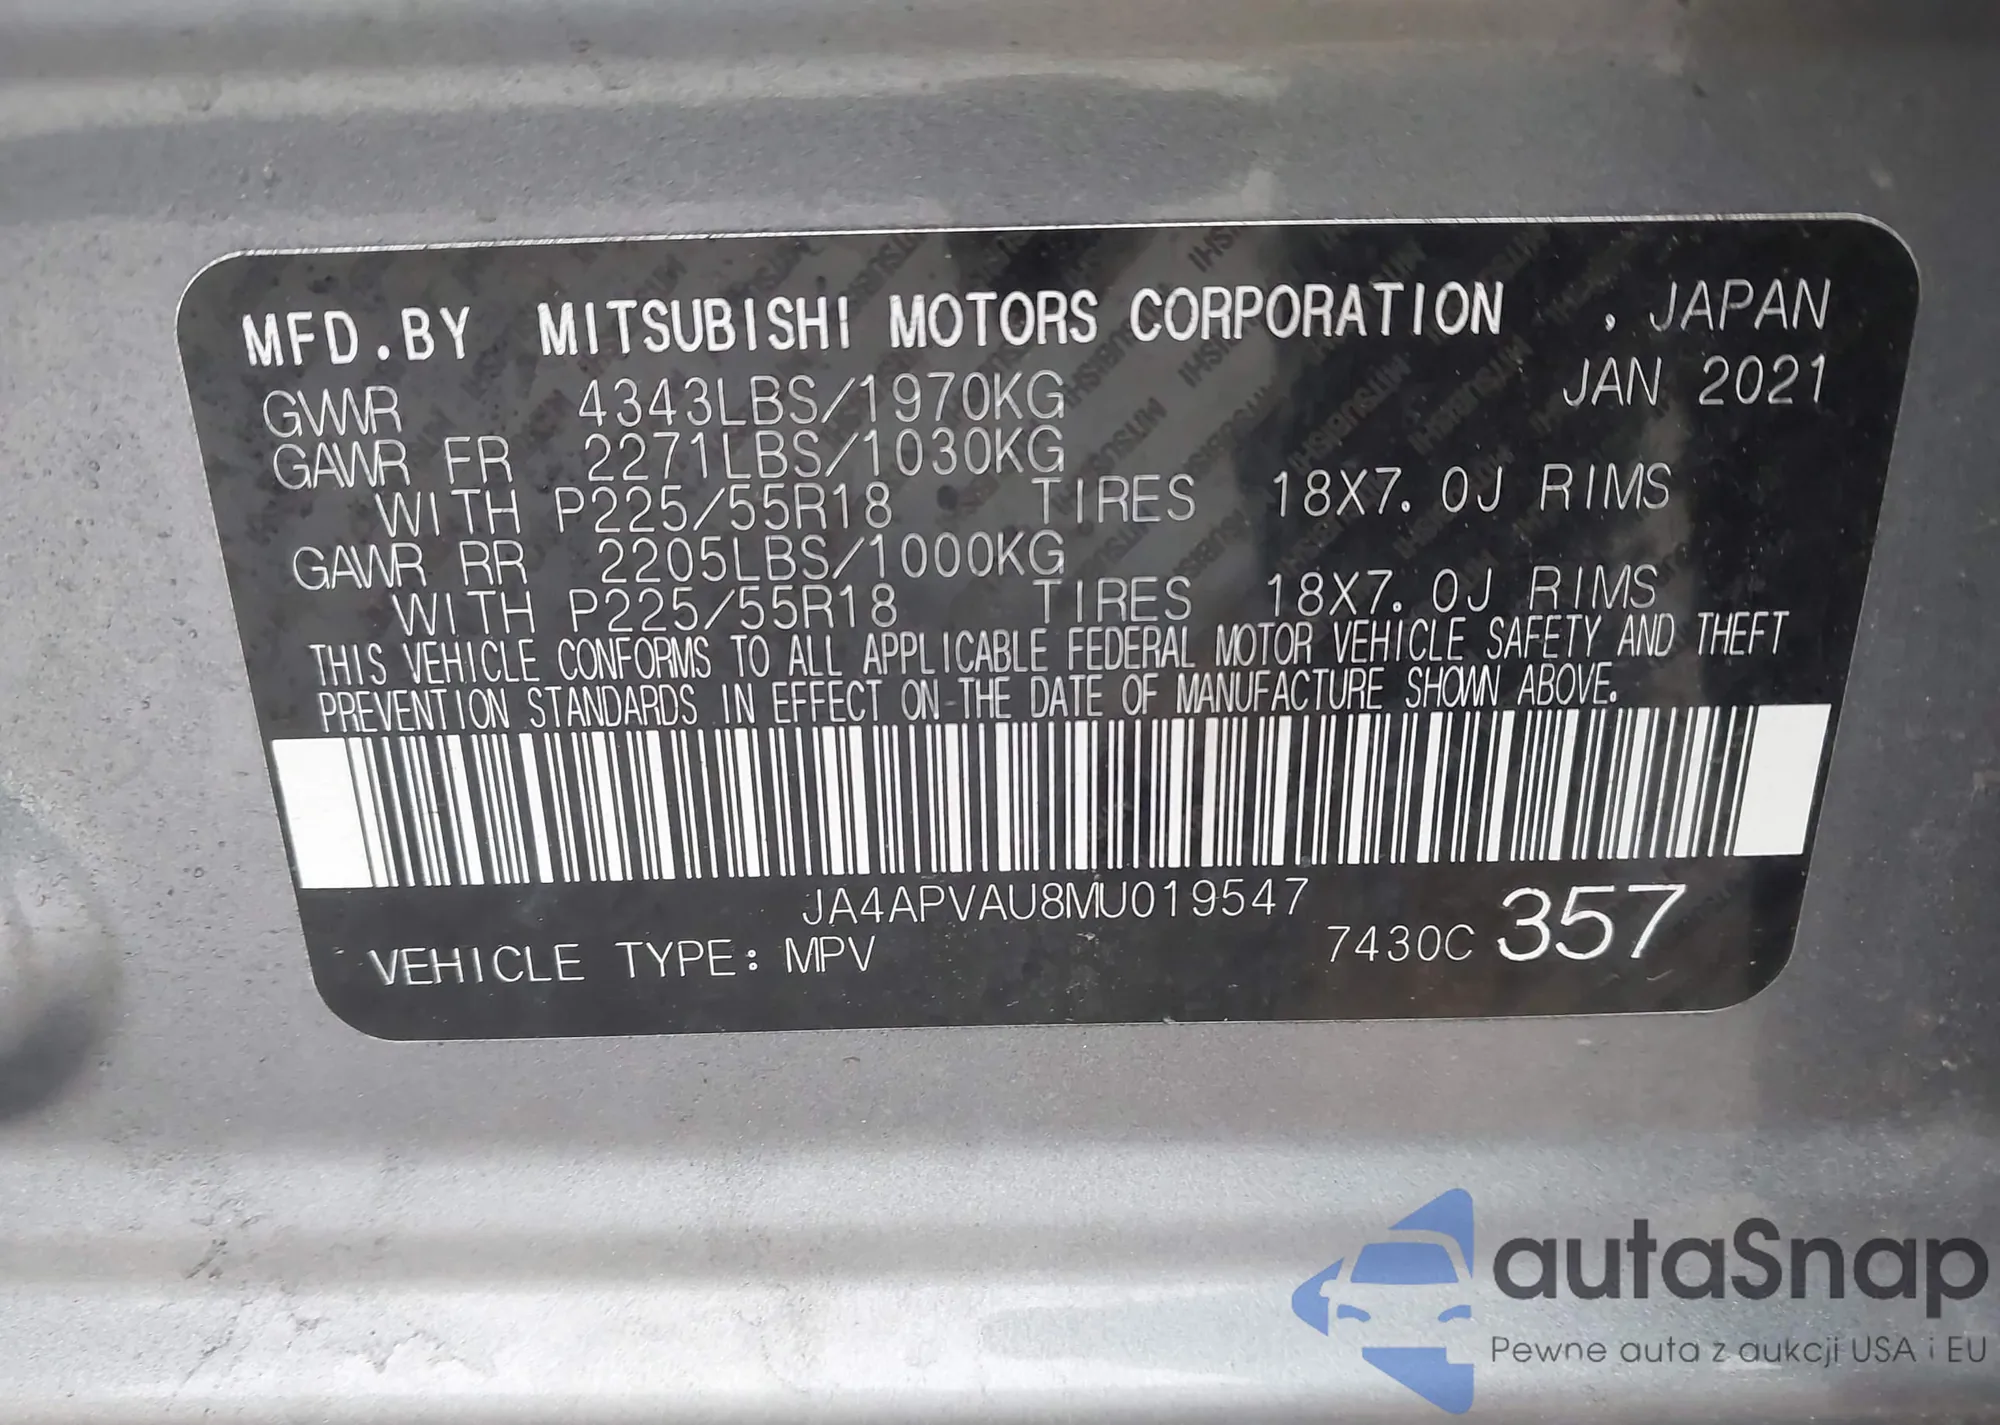 MFD.BY MITSUBISHI MOTORS CORPORATION , JAPAN
GVWR 4343LBS/1970KG JAN 2021
GAWR FR 2271LBS/1030KG
WITH P225/55R18 TIRES 18X7.0J RIMS
GAWR RR 2205LBS/1000KG
WITH P225/55R18 TIRES 18X7.0J RIMS
THIS VEHICLE CONFORMS TO ALL APPLICABLE FEDERAL MOTOR VEHICLE SAFETY AND THEFT
PREVENTION STANDARDS IN EFFECT ON THE DATE OF MANUFACTURE SHOWN ABOVE.
JA4APVAU8MU019547
VEHICLE TYPE: MPV 7430C 357
autaSnap
Pewne auta z aukcji USA i EU